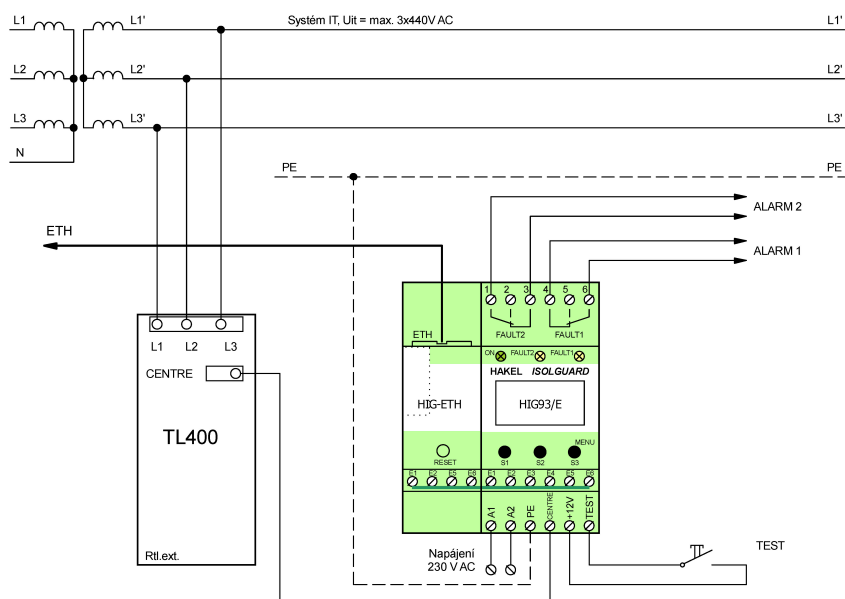 L1 L1' Systém IT, Uit = max. 3x440V AC L1'
L2 L2' L2'
L3 L3' L3'
N
PE PE
ALARM 2
ETH
ALARM 1
1 2 3 4 5 6
ETH FAULT2 FAULT1
L1 L2 L3
ON FAULT2 FAULT1
HAKEL ISOLGUARD
CENTRE
HIG-ETH HIG93/E
TL400
MENU
RESET S1 S2 S3
E1 E2 E5 E6 E1 E2 E3 E4 E5 E6
A1 A2 PE CENTRE +12V TEST
Rtl.ext.
Napájení
230 V AC
TEST